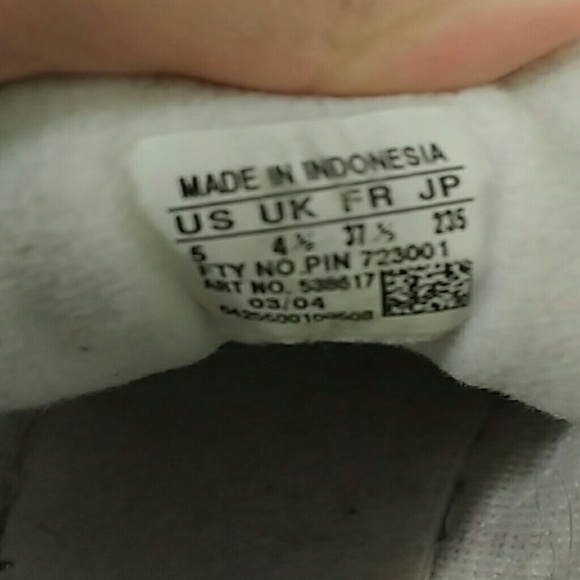 MADE IN INDONESIA
US UK FR JP
5 4 ½ 37 ⅓ 235
FTY NO.PIN 723001
ART NO. 538617
03/04